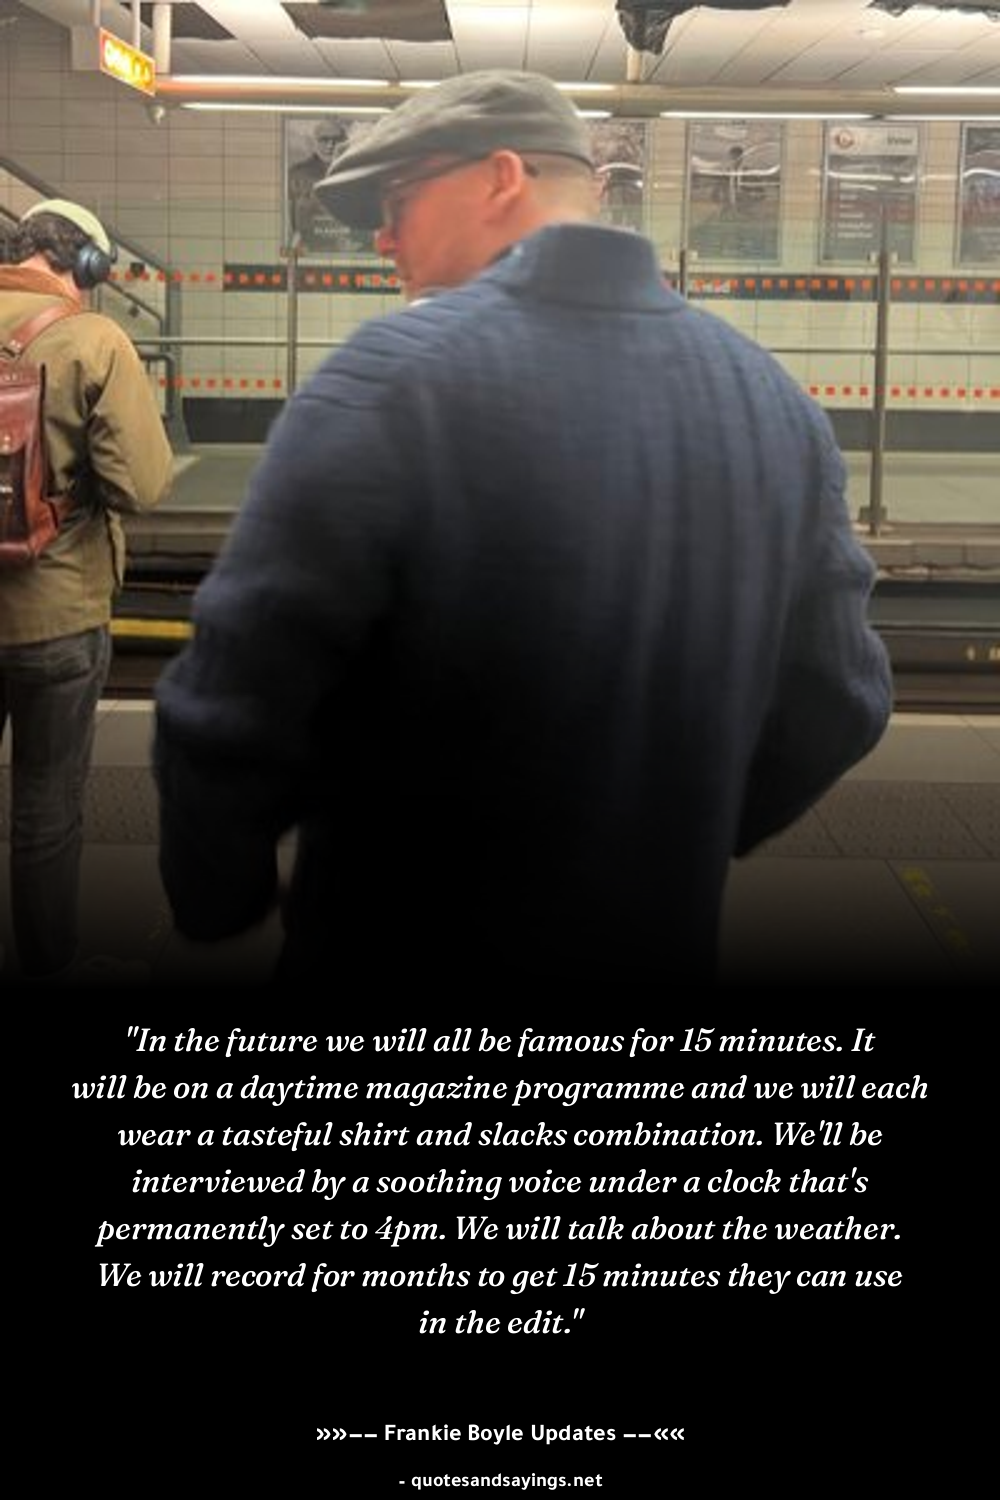 "In the future we will all be famous for 15 minutes. It
will be on a daytime magazine programme and we will each
wear a tasteful shirt and slacks combination. We'll be
interviewed by a soothing voice under a clock that's
permanently set to 4pm. We will talk about the weather.
We will record for months to get 15 minutes they can use
in the edit."
»»−− Frankie Boyle Updates −−««
- quotesandsayings.net